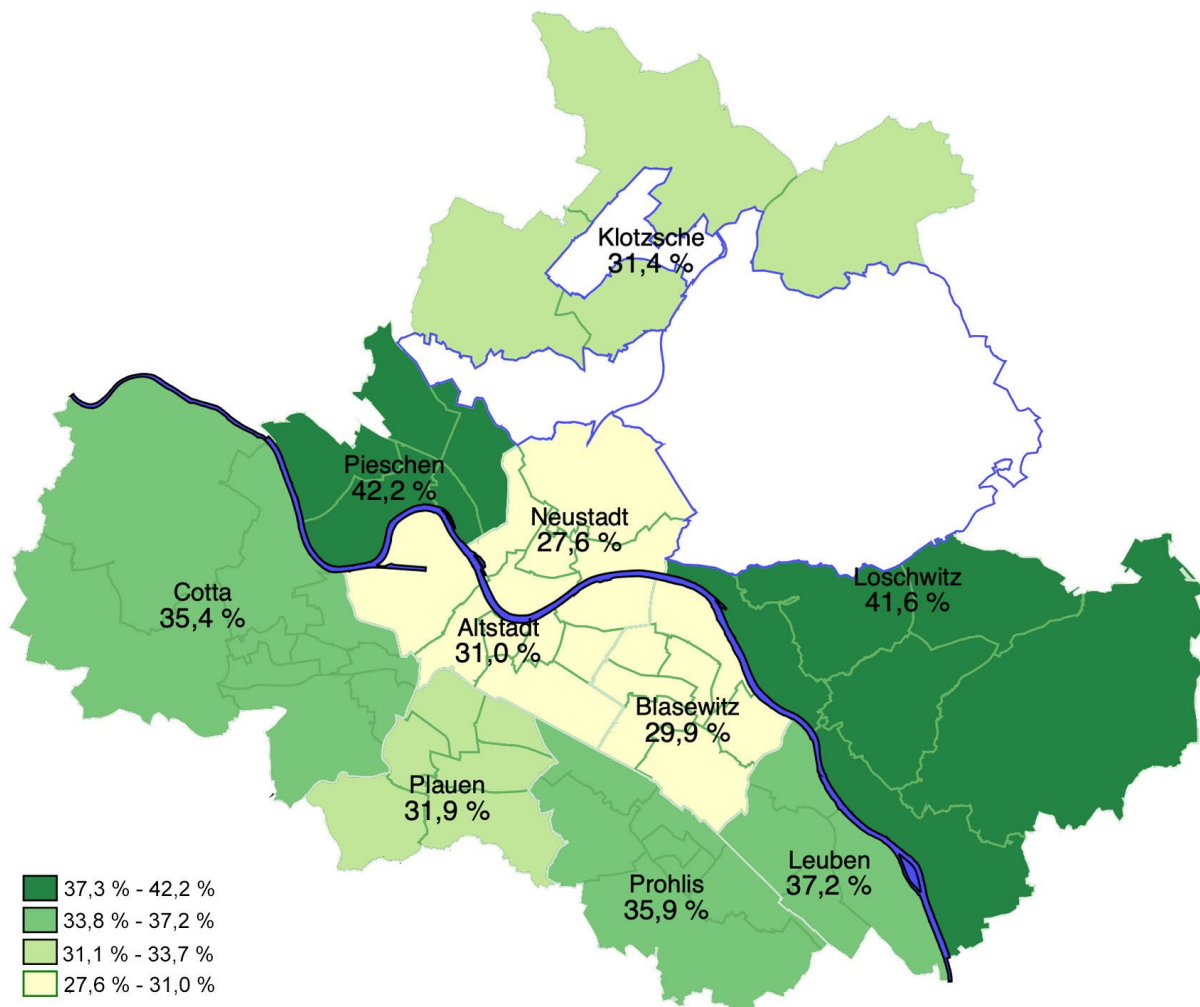 Klotzsche
31,4 %
Pieschen
42,2 %
Neustadt
27,6 %
Loschwitz
41,6 %
Cotta
35,4 %
Altstadt
31,0 %
Blasewitz
29,9 %
Plauen
31,9 %
Leuben
37,2 %
Prohlis
35,9 %
37,3 % - 42,2 %
33,8 % - 37,2 %
31,1 % - 33,7 %
27,6 % - 31,0 %